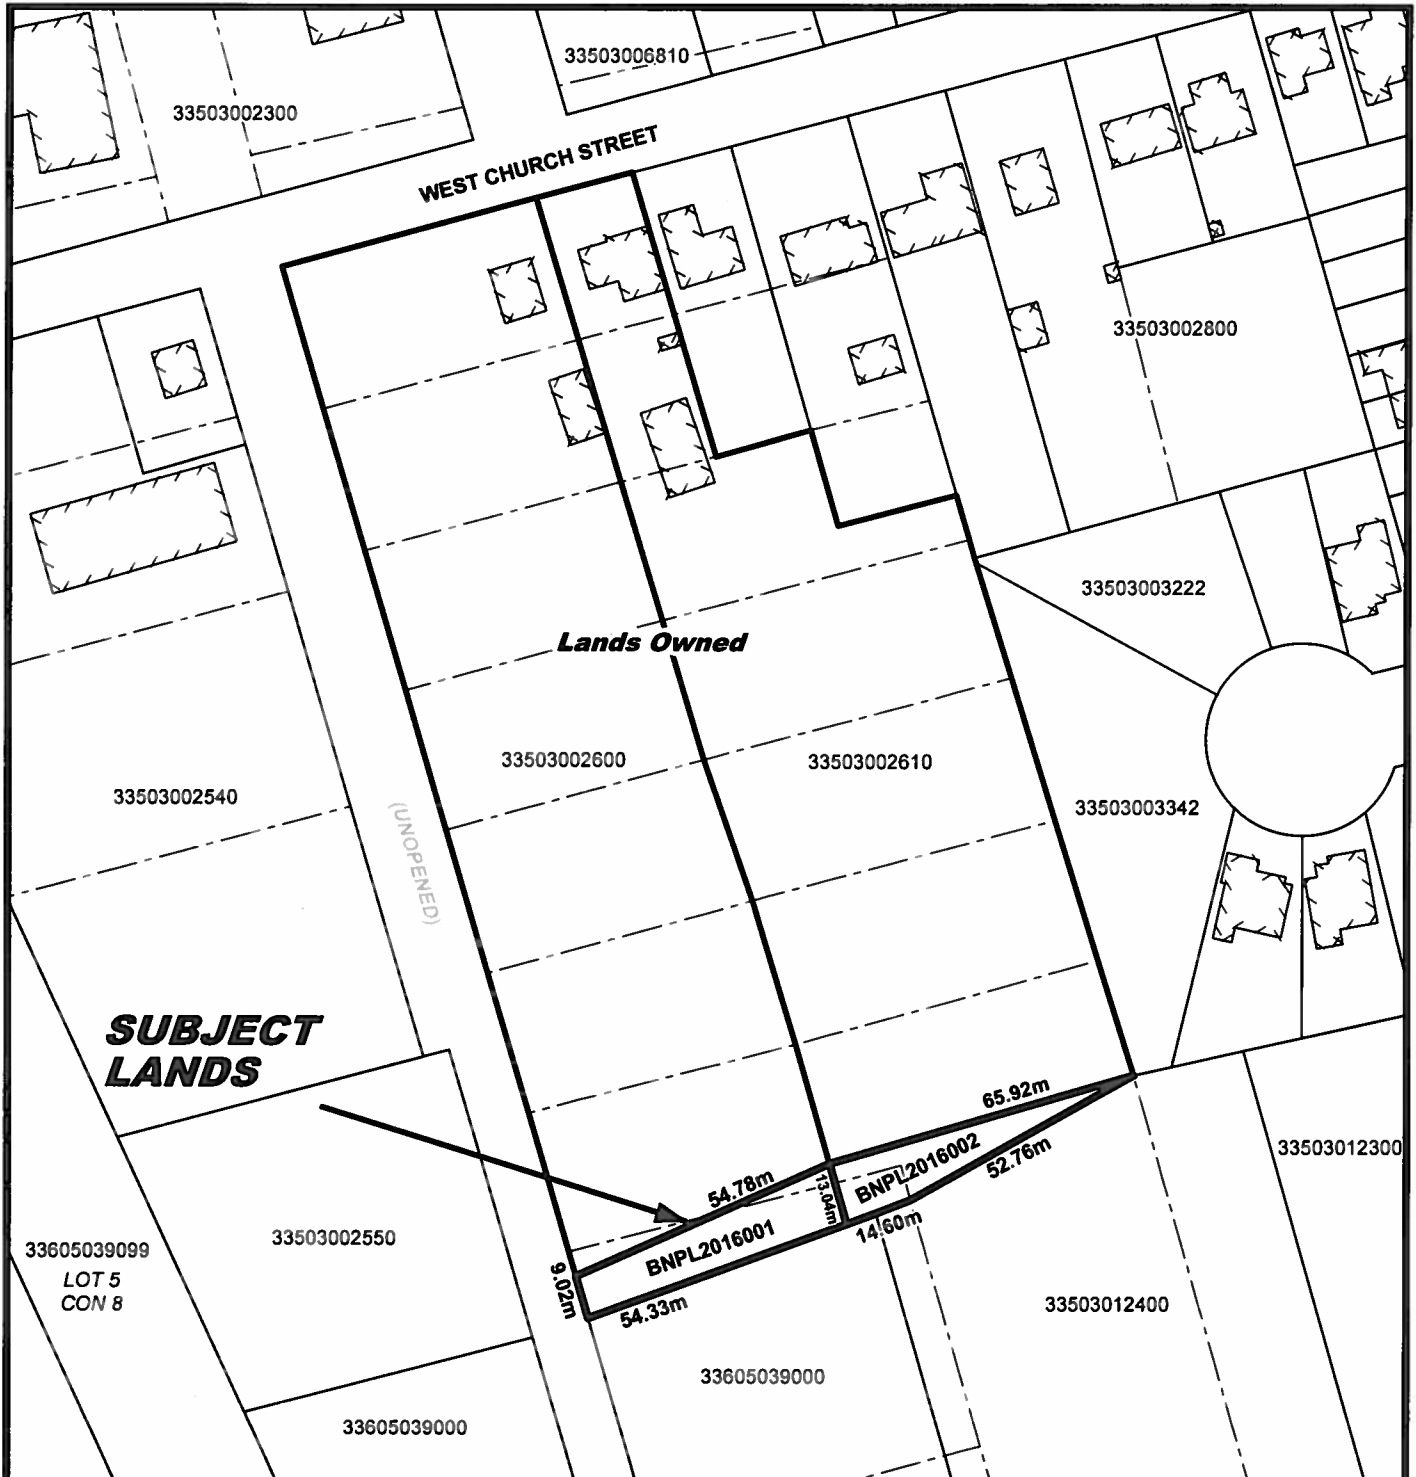 33503006810
33503002300
WEST CHURCH STREET
33503002800
33503003222
Lands Owned
33503002600
33503002610
33503002540
33503003342
(UNOPENED)
SUBJECT
LANDS
65.92m
BNPL2016002
52.76m
33503012300
54.78m
13.04m
14.60m
BNPL2016001
33503002550
33605039099
LOT 5
CON 8
9.02m
54.33m
33503012400
33605039000
33605039000